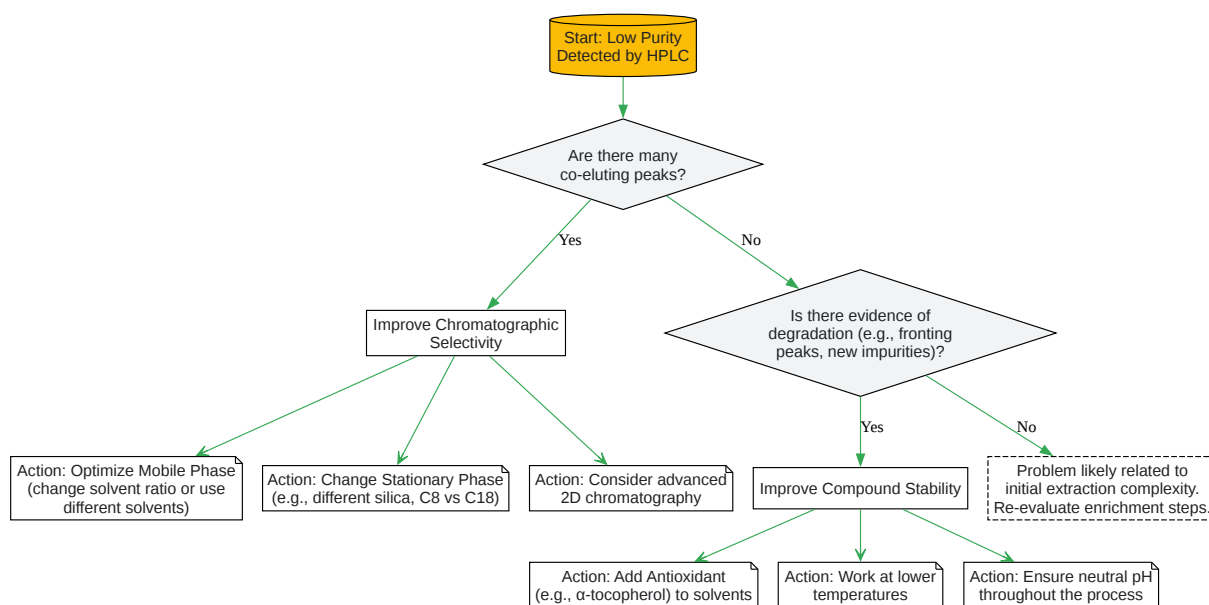 Start: Low Purity
Detected by HPLC
Are there many
co-eluting peaks?
Yes
No
Improve Chromatographic
Selectivity
Is there evidence of
degradation (e.g., fronting
peaks, new impurities)?
Yes
No
Action: Optimize Mobile Phase
(change solvent ratio or use
different solvents)
Action: Change Stationary Phase
(e.g., different silica, C8 vs C18)
Action: Consider advanced
2D chromatography
Improve Compound Stability
Problem likely related to
initial extraction complexity.
Re-evaluate enrichment steps.
Action: Add Antioxidant
(e.g., α-tocopherol) to solvents
Action: Work at lower
temperatures
Action: Ensure neutral pH
throughout the process